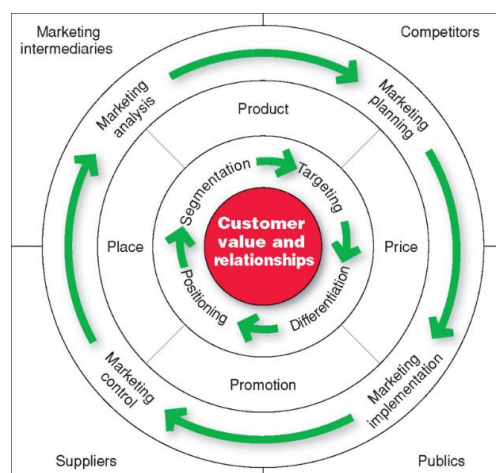 Marketing
intermediaries
Competitors
Marketing
analysis
Marketing
planning
Product
Segmentation
Targeting
Customer
value and
relationships
Place
Price
Positioning
Differentiation
Promotion
Marketing
control
Marketing
implementation
Suppliers
Publics